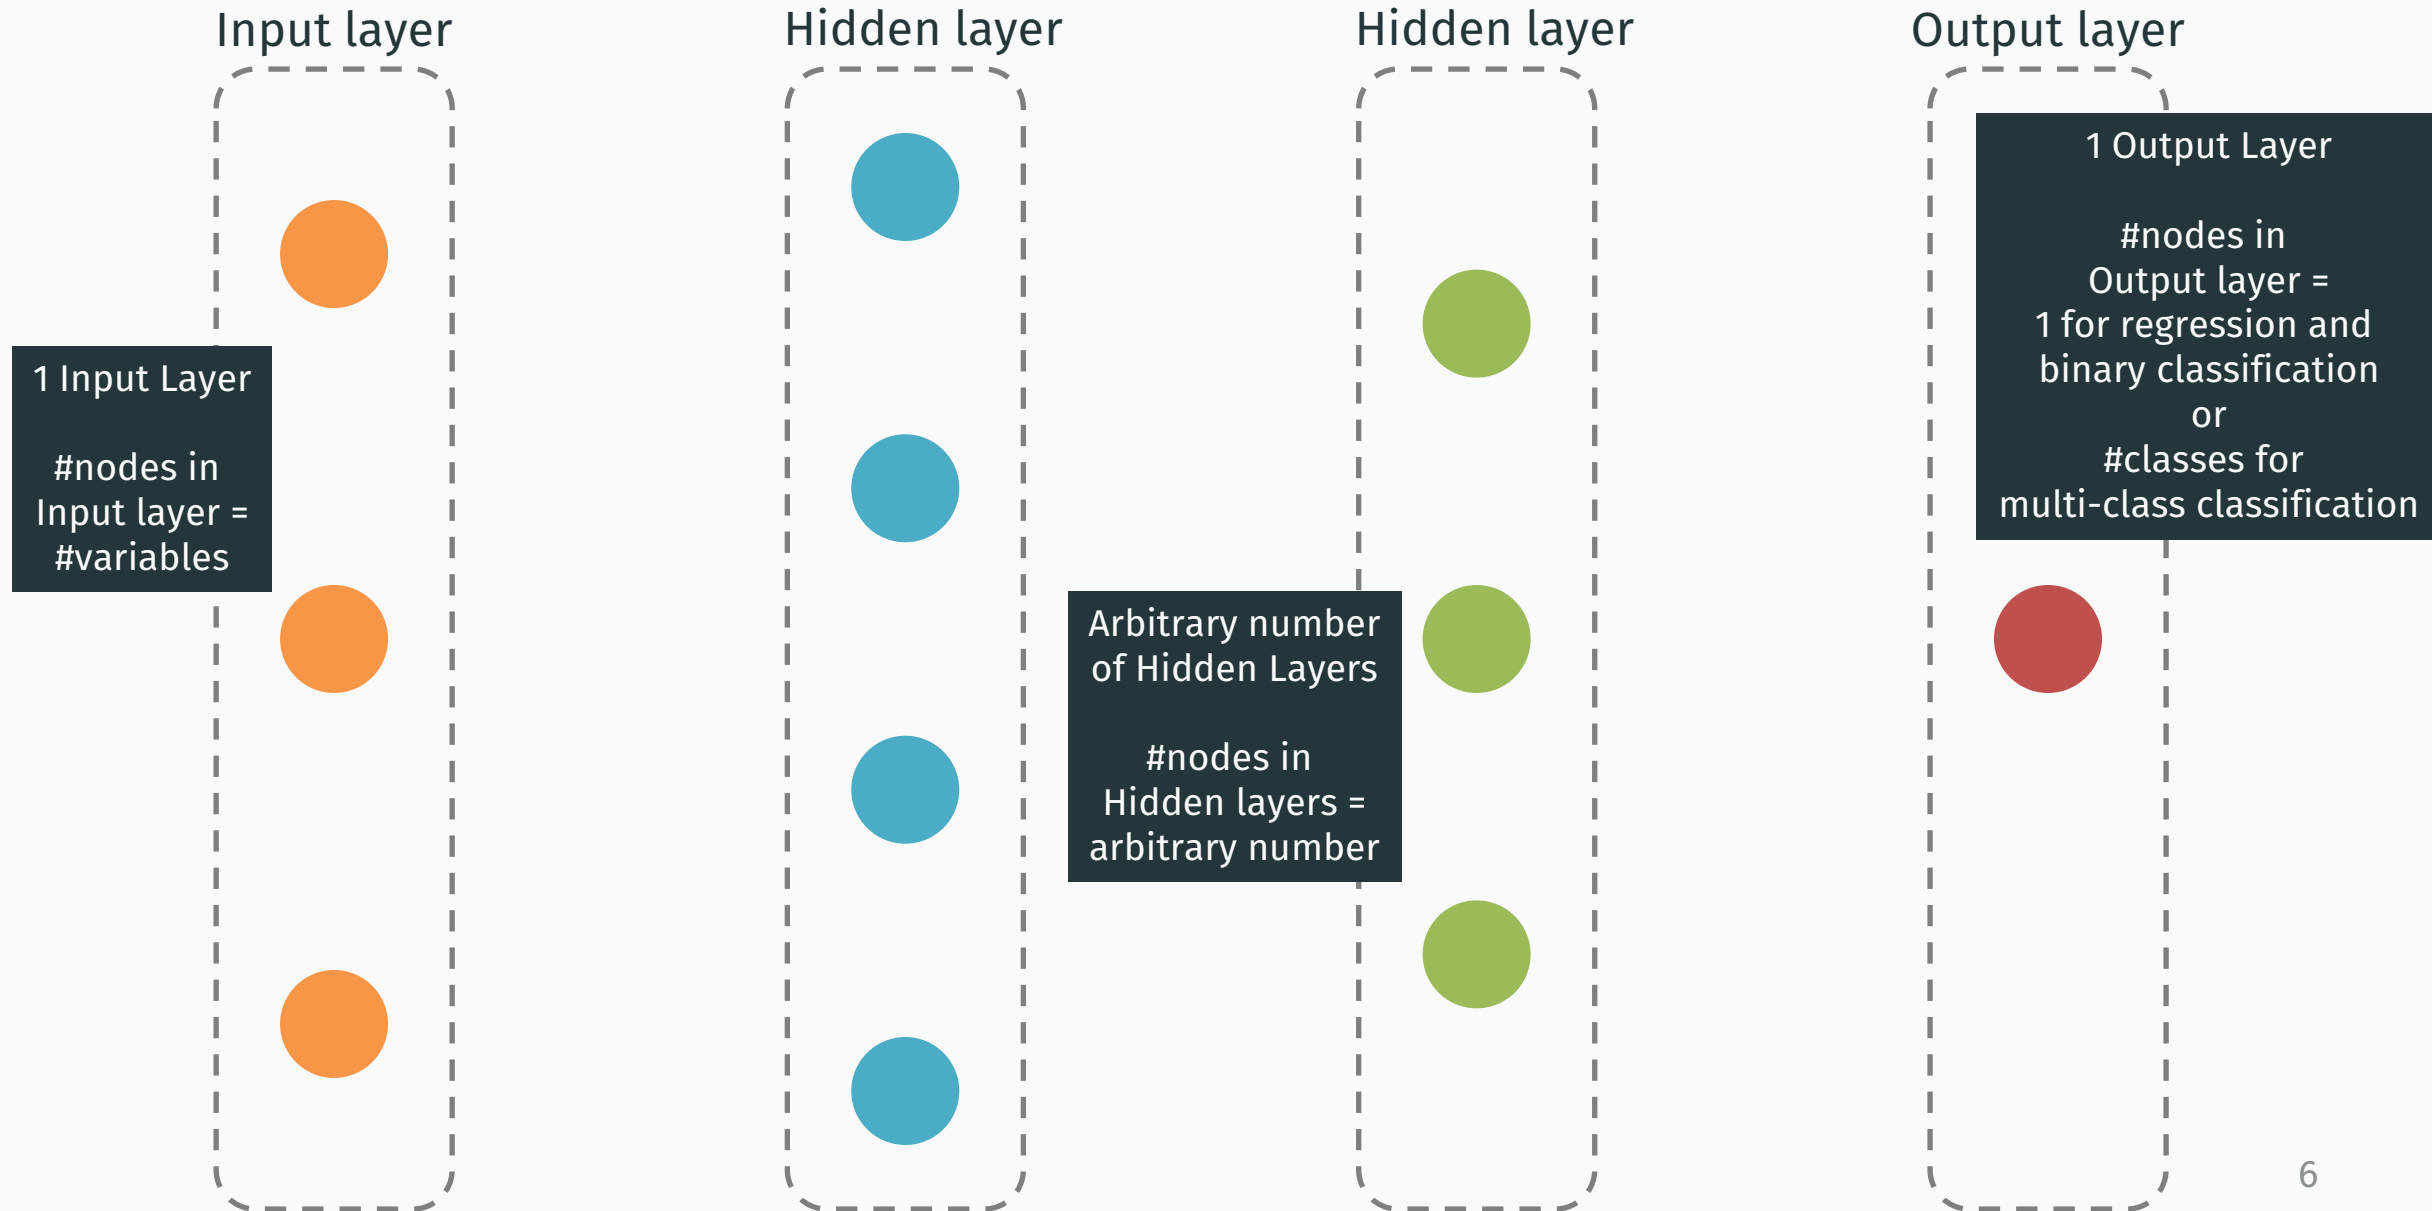 Input layer
Hidden layer
Hidden layer
Output layer
1 Input Layer
#nodes in
Input layer =
#variables
Arbitrary number
of Hidden Layers
#nodes in
Hidden layers =
arbitrary number
1 Output Layer
#nodes in
Output layer =
1 for regression and
binary classification
or
#classes for
multi-class classification
6